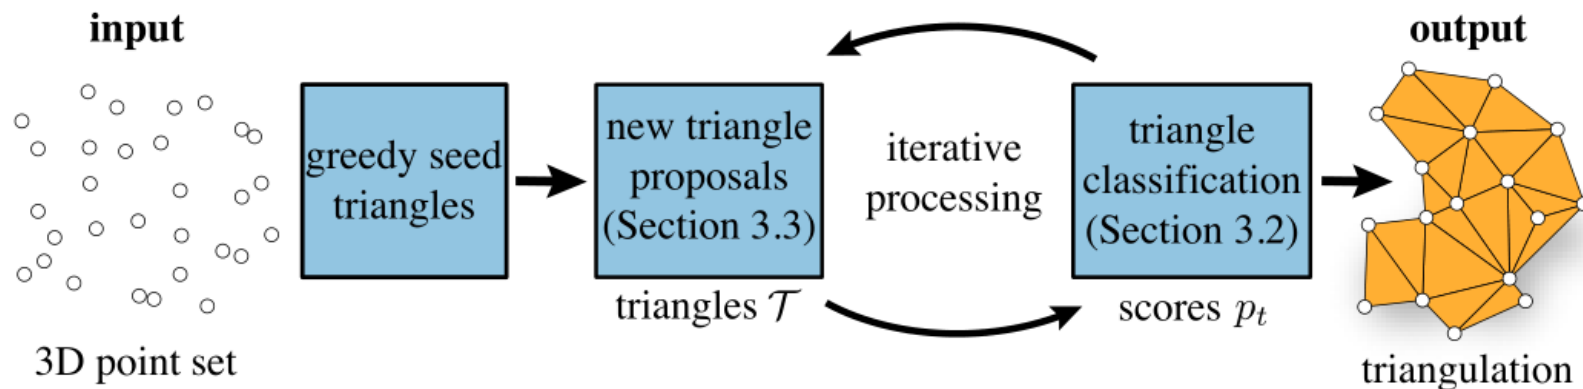 input
3D point set
greedy seed
triangles
new triangle
proposals
(Section 3.3)
triangles 𝒯
iterative
processing
triangle
classification
(Section 3.2)
scores pₜ
output
triangulation